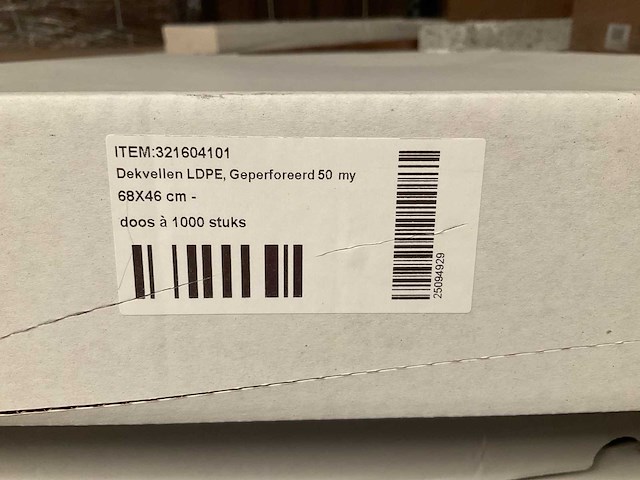 ITEM:321604101
Dekvellen LDPE, Geperforeerd 50 my
68X46 cm -
doos à 1000 stuks
25094929